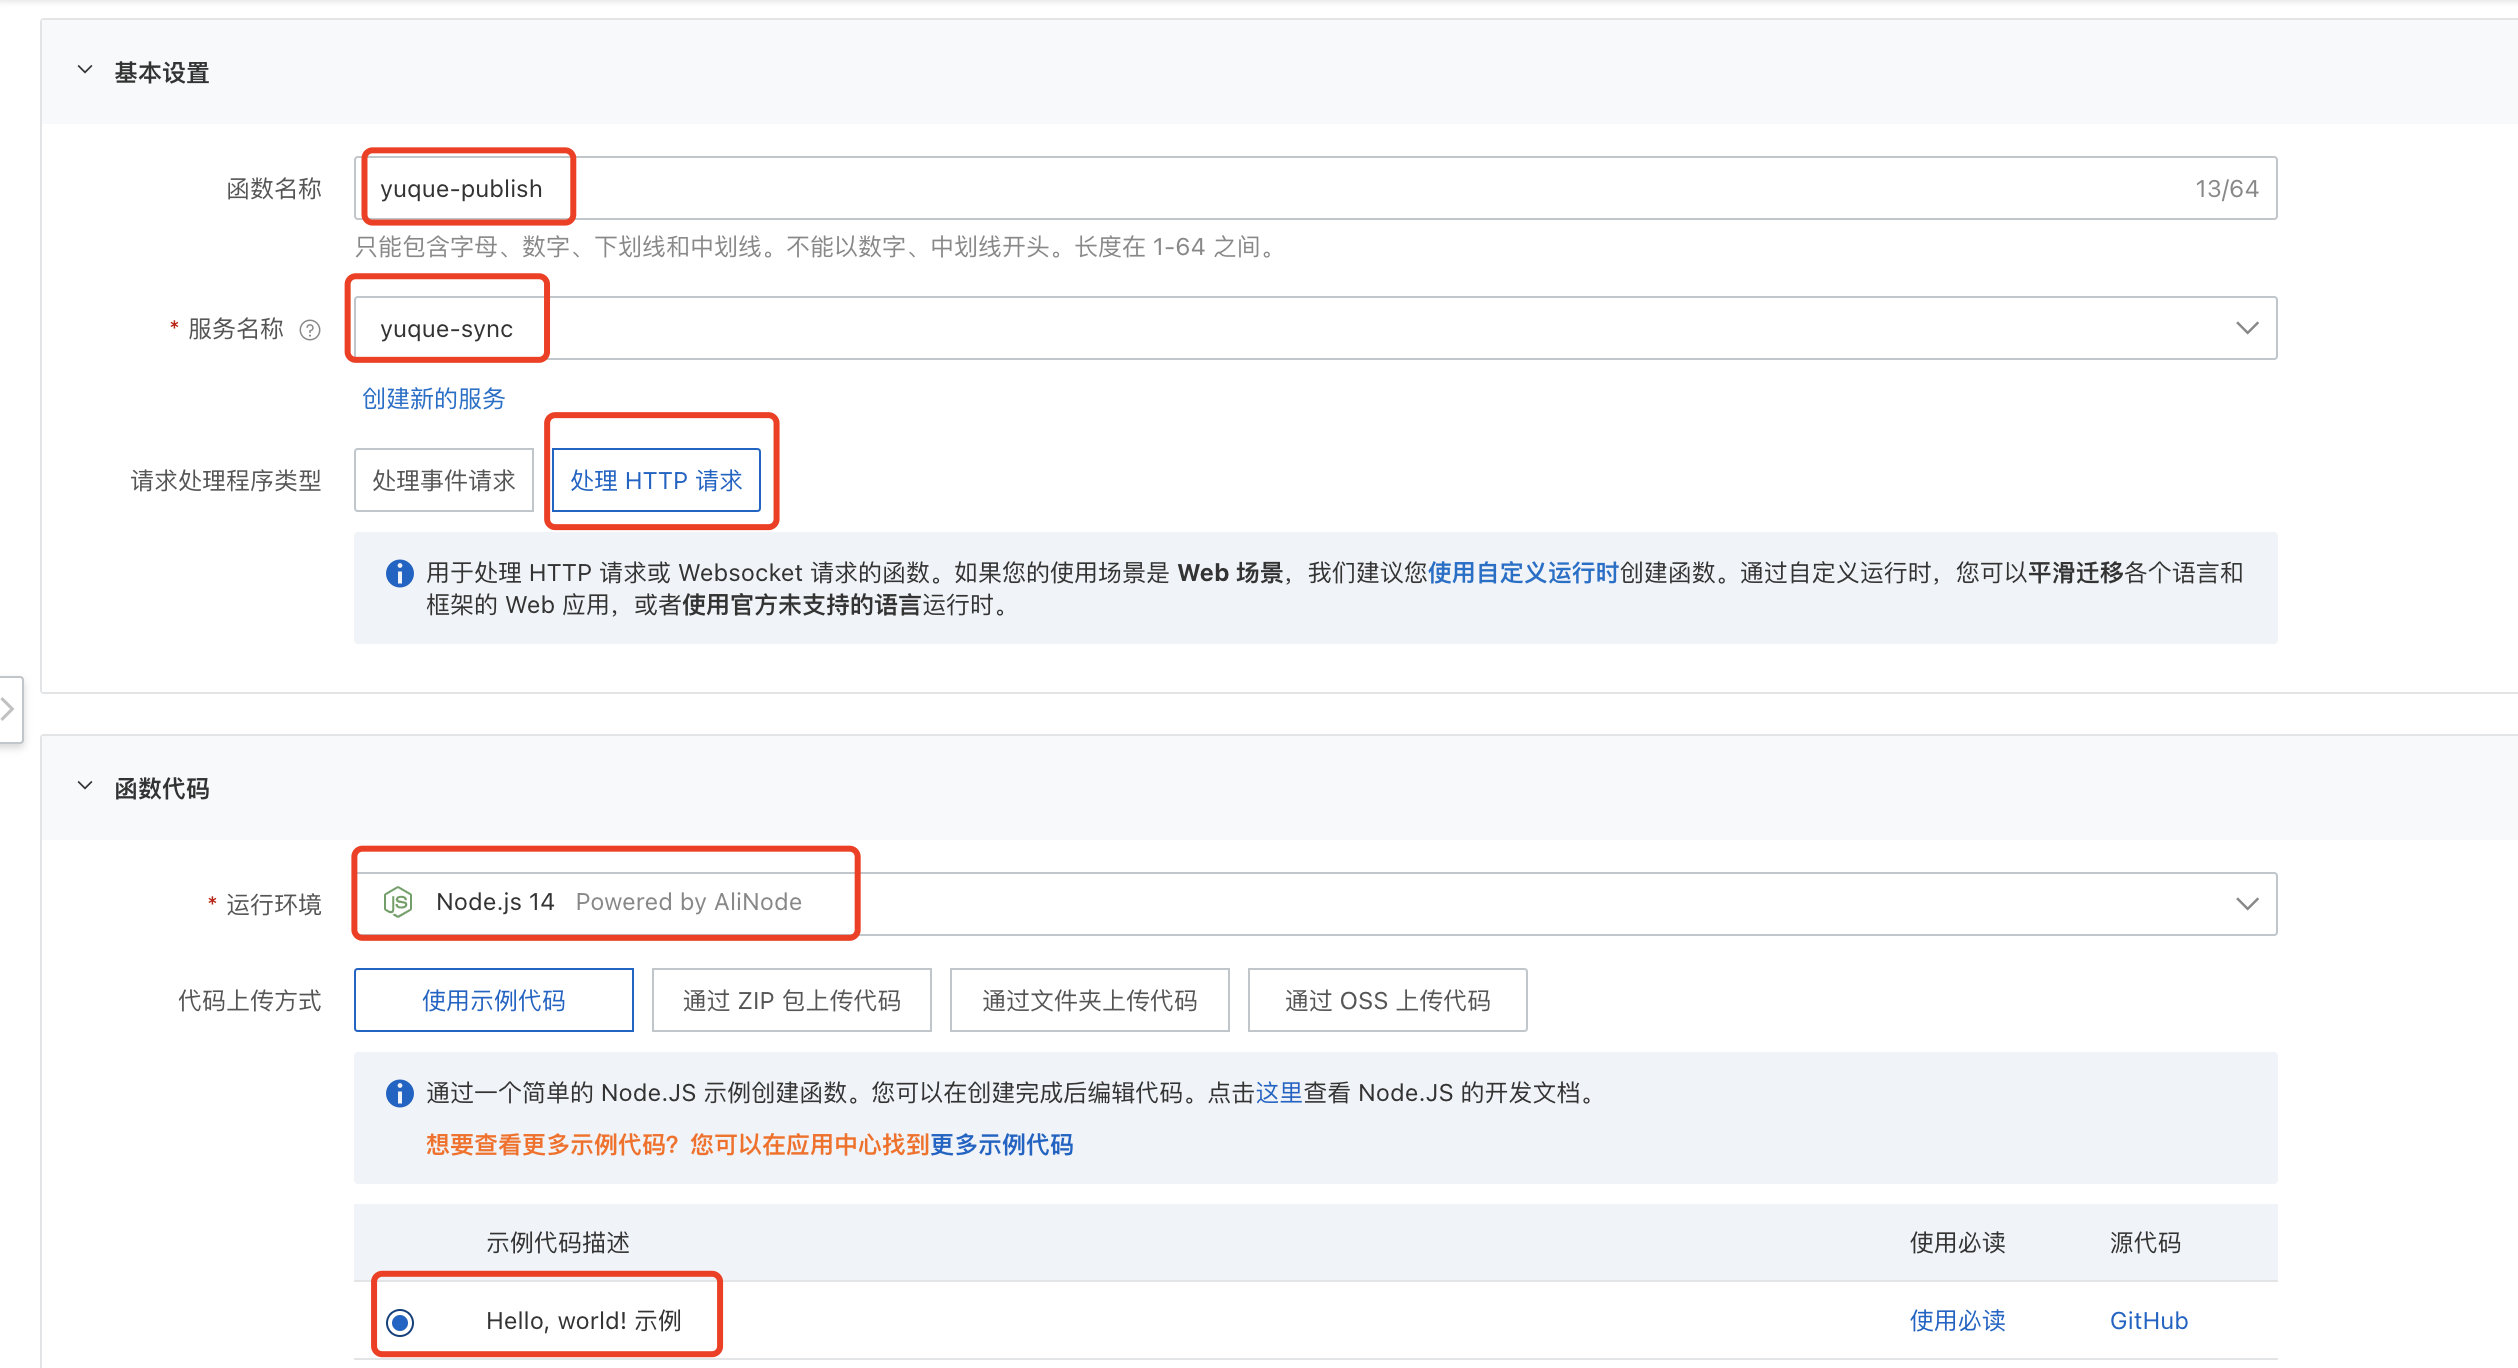 基本设置
函数名称
yuque-publish
13/64
只能包含字母、数字、下划线和中划线。不能以数字、中划线开头。长度在 1-64 之间。
* 服务名称 ?
yuque-sync
创建新的服务
请求处理程序类型
处理事件请求
处理 HTTP 请求
用于处理 HTTP 请求或 Websocket 请求的函数。如果您的使用场景是 Web 场景，我们建议您使用自定义运行时创建函数。通过自定义运行时，您可以平滑迁移各个语言和
框架的 Web 应用，或者使用官方未支持的语言运行时。
函数代码
* 运行环境
JS Node.js 14 Powered by AliNode
代码上传方式
使用示例代码
通过 ZIP 包上传代码
通过文件夹上传代码
通过 OSS 上传代码
通过一个简单的 Node.JS 示例创建函数。您可以在创建完成后编辑代码。点击这里查看 Node.JS 的开发文档。
想要查看更多示例代码？您可以在应用中心找到更多示例代码
示例代码描述
使用必读
源代码
Hello, world! 示例
使用必读
GitHub